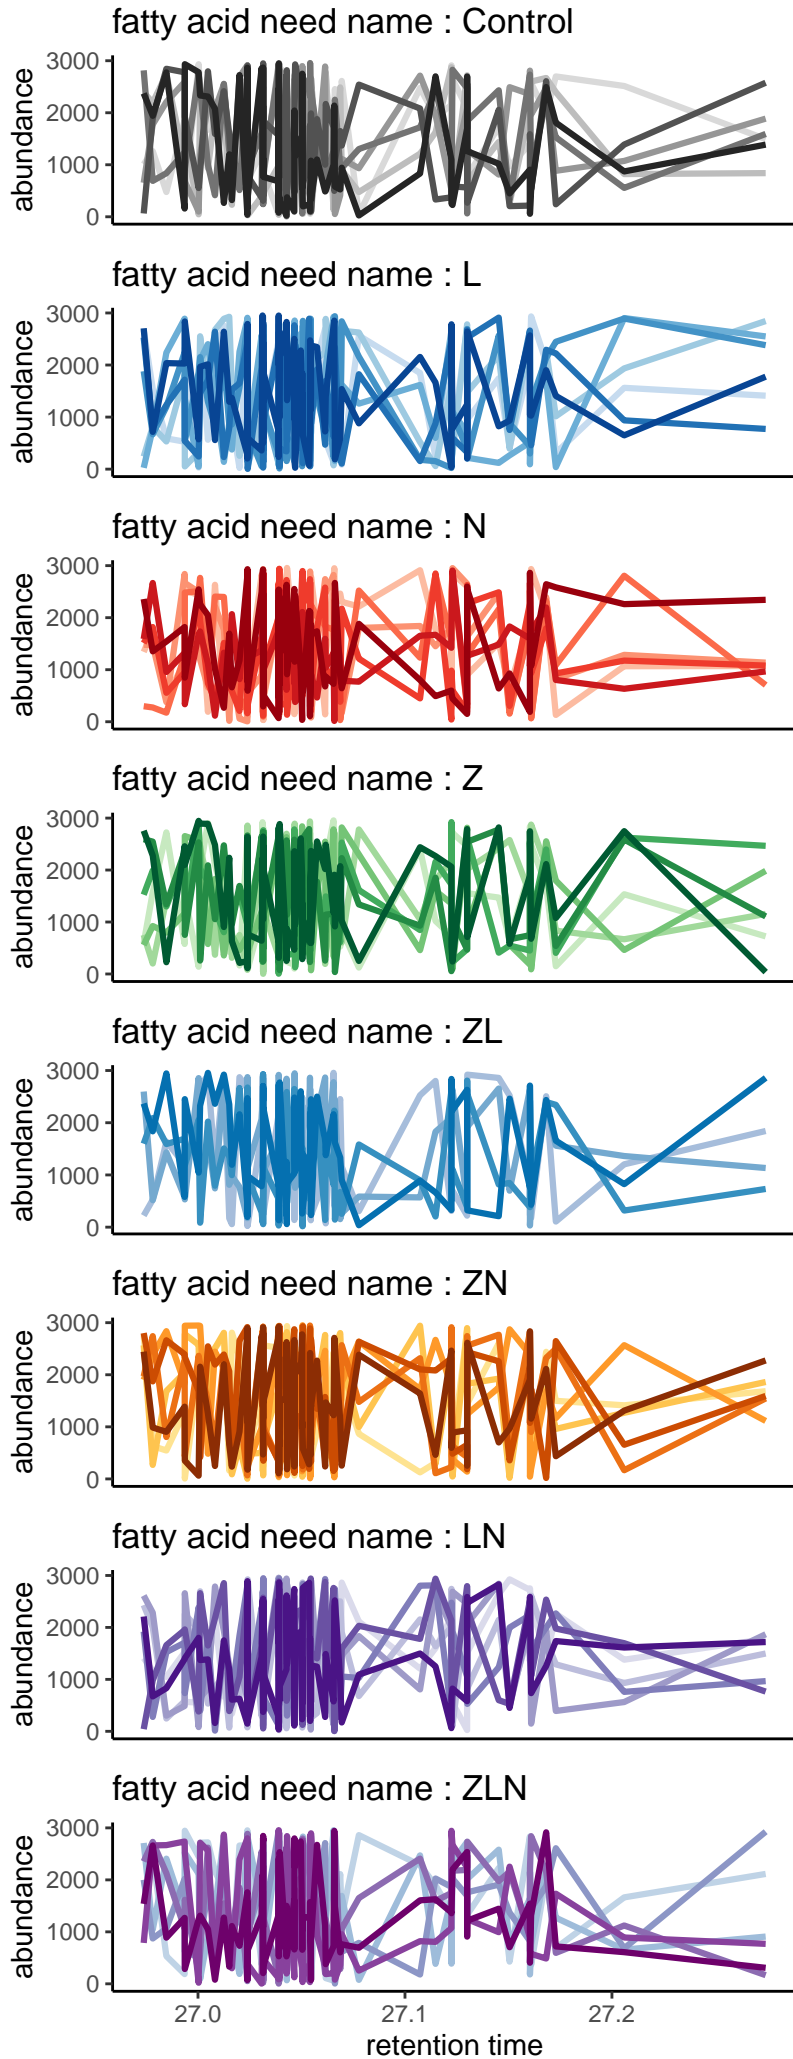 fatty acid need name : Control
3000
2000
1000
0
abundance
fatty acid need name : L
3000
2000
1000
0
abundance
fatty acid need name : N
3000
2000
1000
0
abundance
fatty acid need name : Z
3000
2000
1000
0
abundance
fatty acid need name : ZL
3000
2000
1000
0
abundance
fatty acid need name : ZN
3000
2000
1000
0
abundance
fatty acid need name : LN
3000
2000
1000
0
abundance
fatty acid need name : ZLN
3000
2000
1000
0
abundance
27.0 27.1 27.2
retention time